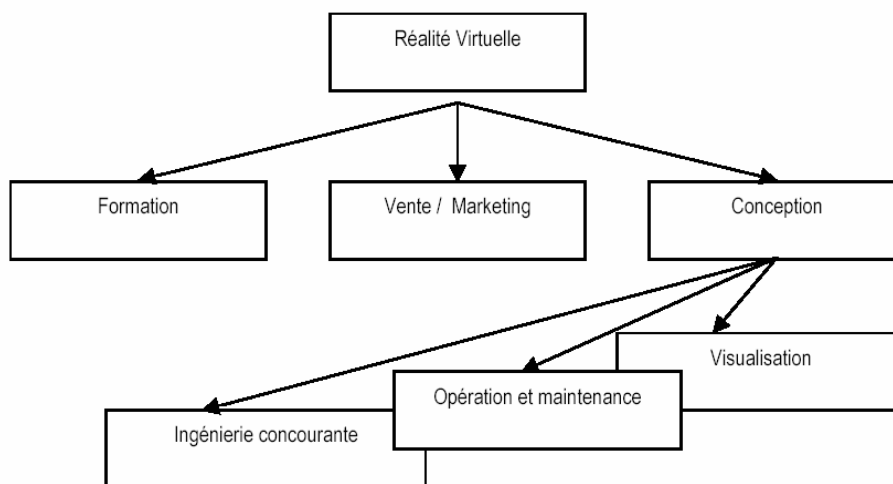 Réalité Virtuelle
Formation
Vente / Marketing
Conception
Visualisation
Opération et maintenance
Ingénierie concourante